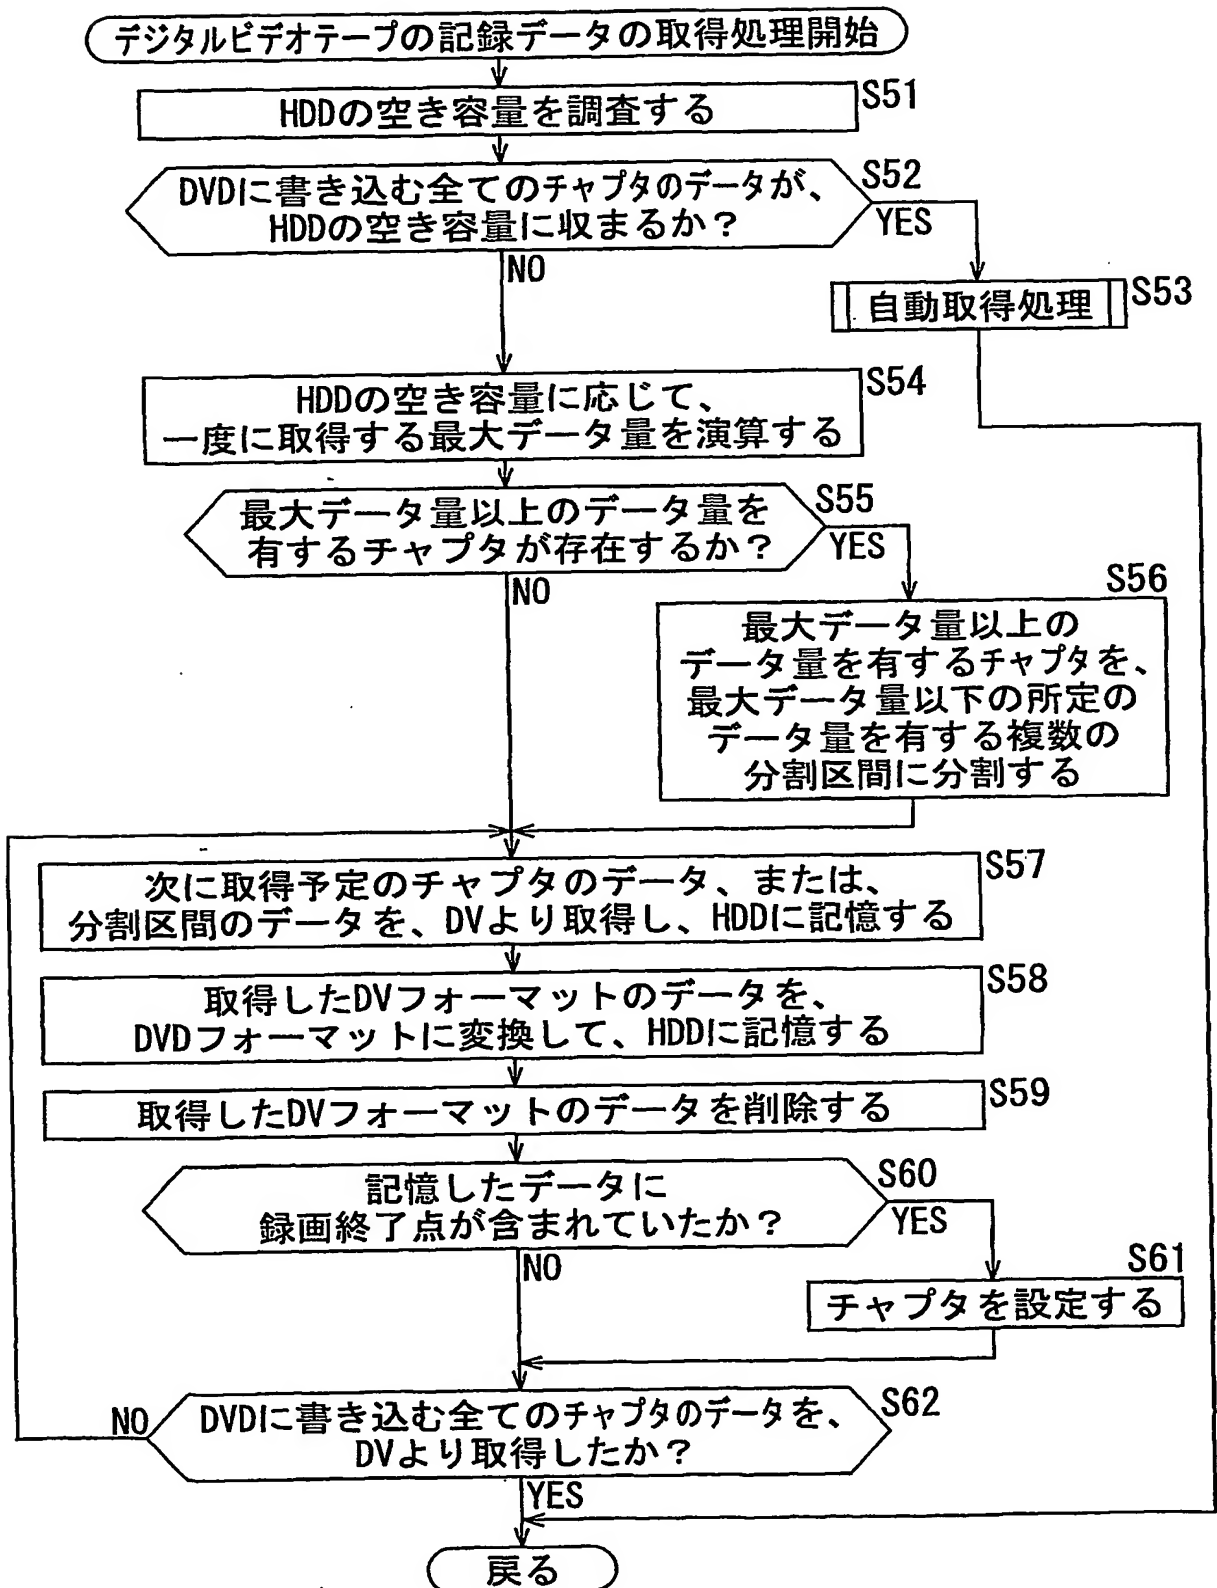 デジタルビデオテープの記録データの取得処理開始
HDDの空き容量を調査する
S51
DVDに書き込む全てのチャプタのデータが、
HDDの空き容量に収まるか？
S52
YES
NO
自動取得処理
S53
HDDの空き容量に応じて、
一度に取得する最大データ量を演算する
S54
最大データ量以上のデータ量を
有するチャプタが存在するか？
S55
YES
NO
S56
最大データ量以上の
データ量を有するチャプタを、
最大データ量以下の所定の
データ量を有する複数の
分割区間に分割する
次に取得予定のチャプタのデータ、または、
分割区間のデータを、DVより取得し、HDDに記憶する
S57
取得したDVフォーマットのデータを、
DVDフォーマットに変換して、HDDに記憶する
S58
取得したDVフォーマットのデータを削除する
S59
記憶したデータに
録画終了点が含まれていたか？
S60
YES
NO
S61
チャプタを設定する
DVDに書き込む全てのチャプタのデータを、
DVより取得したか？
S62
NO
YES
戻る